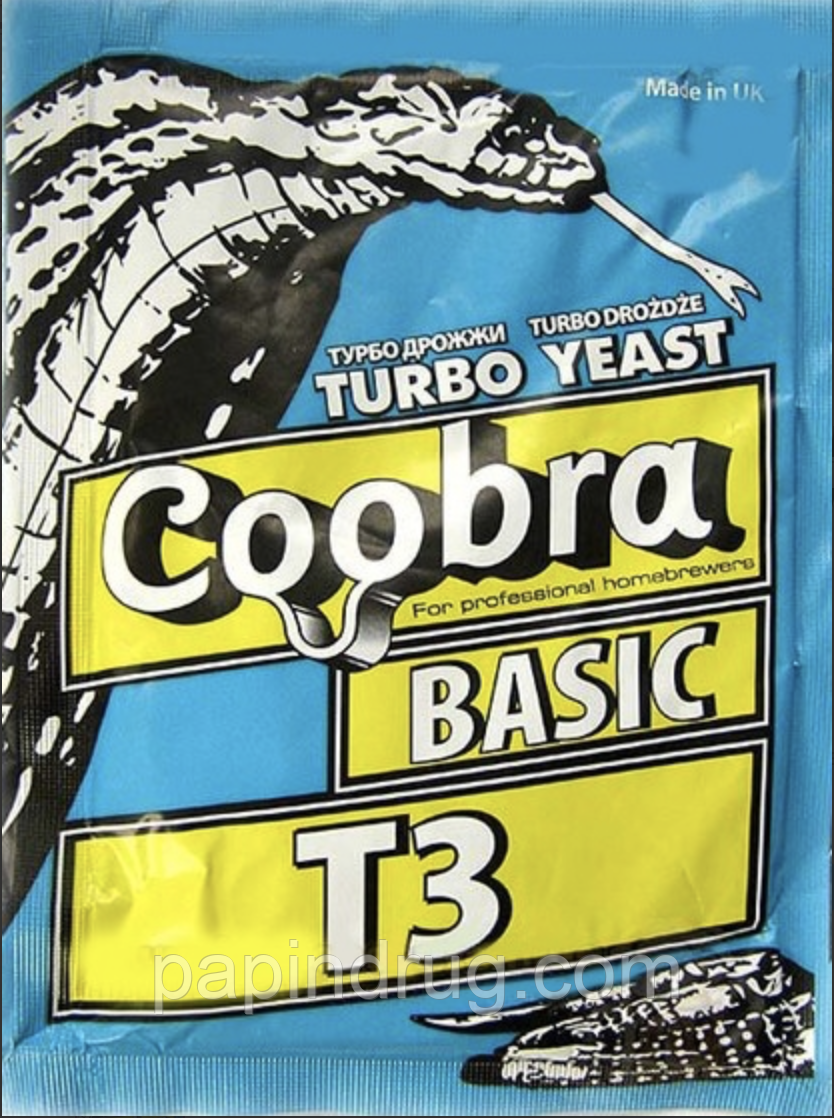 Made in UK
ТУРБО ДРОЖЖИ TURBO DROŻDŻE
TURBO YEAST
Coobra
For professional homebrewers
BASIC
T3
papindrug.com